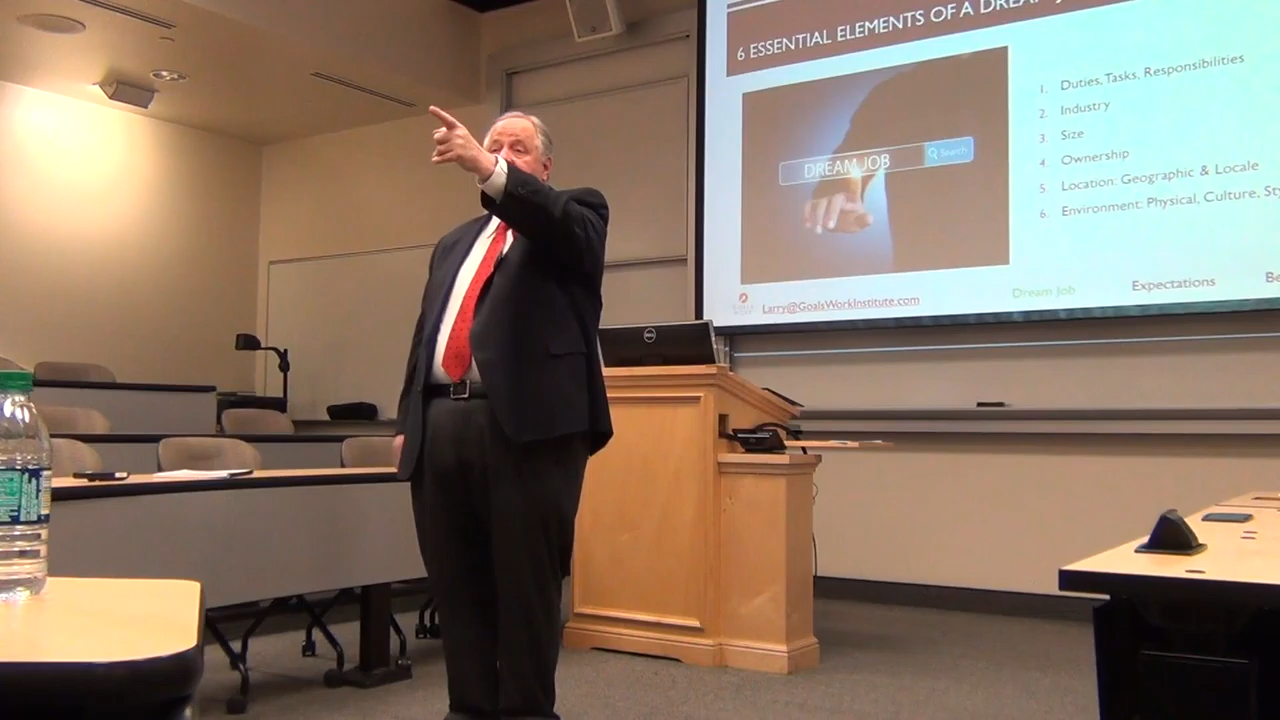 6 ESSENTIAL ELEMENTS OF A DREAM
DREAM JOB
Search
1. Duties, Tasks, Responsibilities
2. Industry
3. Size
4. Ownership
5. Location: Geographic & Locale
6. Environment: Physical, Culture,
Larry@GoalsWorkInstitute.com
Dream Job
Expectations
DELL